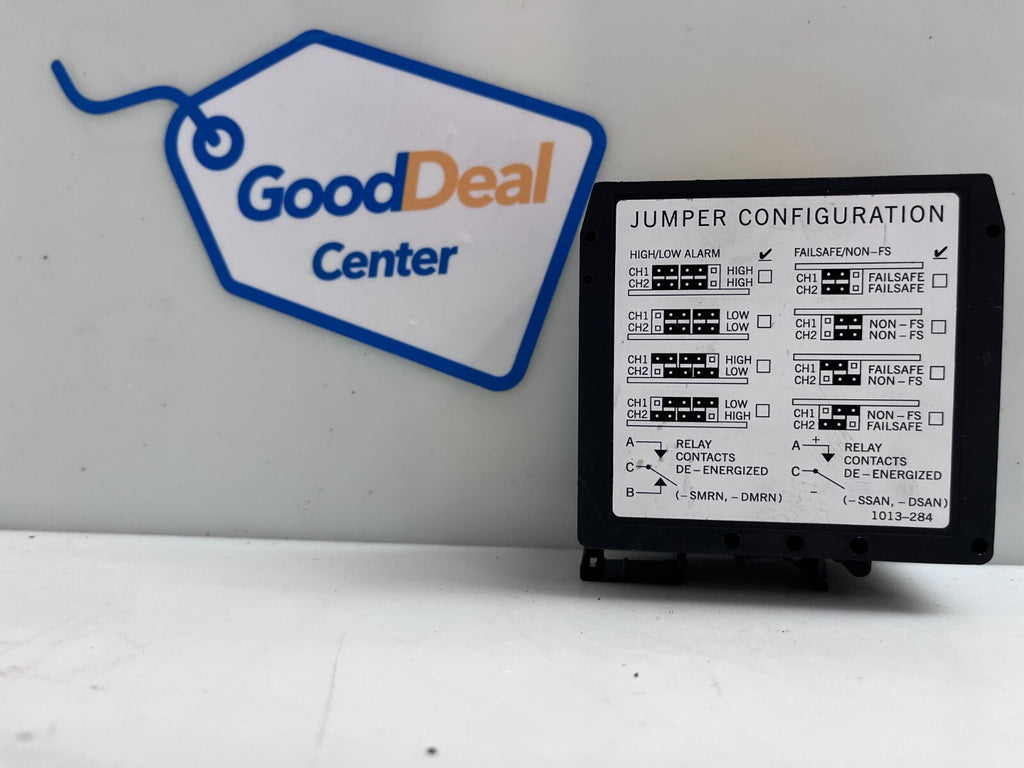 GoodDeal
Center
JUMPER CONFIGURATION
HIGH/LOW ALARM ✔
CH1 HIGH
CH2 HIGH
CH1 LOW
CH2 LOW
CH1 HIGH
CH2 LOW
CH1 LOW
CH2 HIGH
A RELAY
CONTACTS
C DE-ENERGIZED
B (-SMRN, -DMRN)
FAILSAFE/NON-FS ✔
CH1 FAILSAFE
CH2 FAILSAFE
CH1 NON-FS
CH2 NON-FS
CH1 FAILSAFE
CH2 NON-FS
CH1 NON-FS
CH2 FAILSAFE
A + RELAY
CONTACTS
C DE-ENERGIZED
- (-SSAN, -DSAN)
1013-284